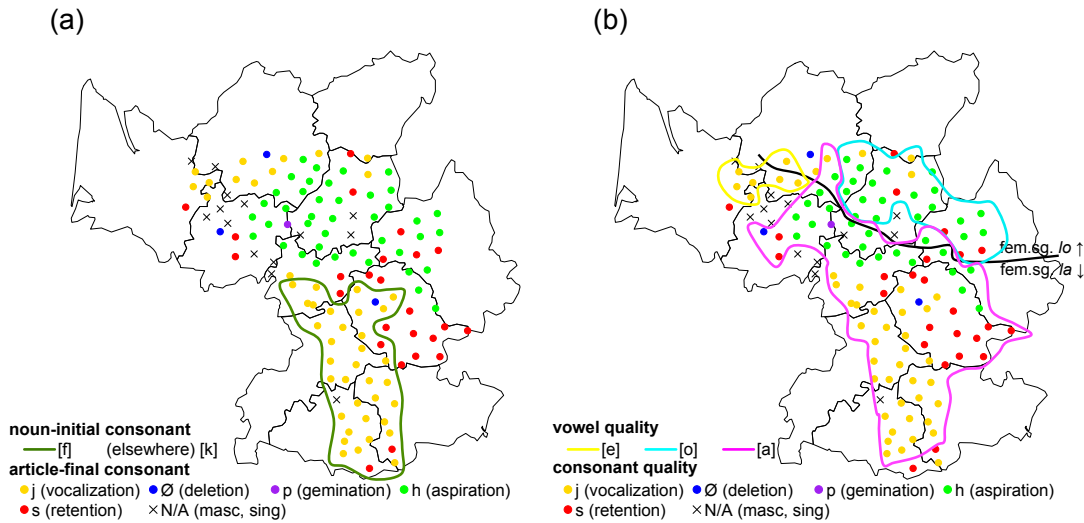 (a)
noun-initial consonant
[f] (elsewhere) [k]
article-final consonant
j (vocalization) Ø (deletion) p (gemination) h (aspiration)
s (retention) × N/A (masc, sing)
(b)
fem.sg. lo ↑
fem.sg. la ↓
vowel quality
[e] [o] [a]
consonant quality
j (vocalization) Ø (deletion) p (gemination) h (aspiration)
s (retention) × N/A (masc, sing)